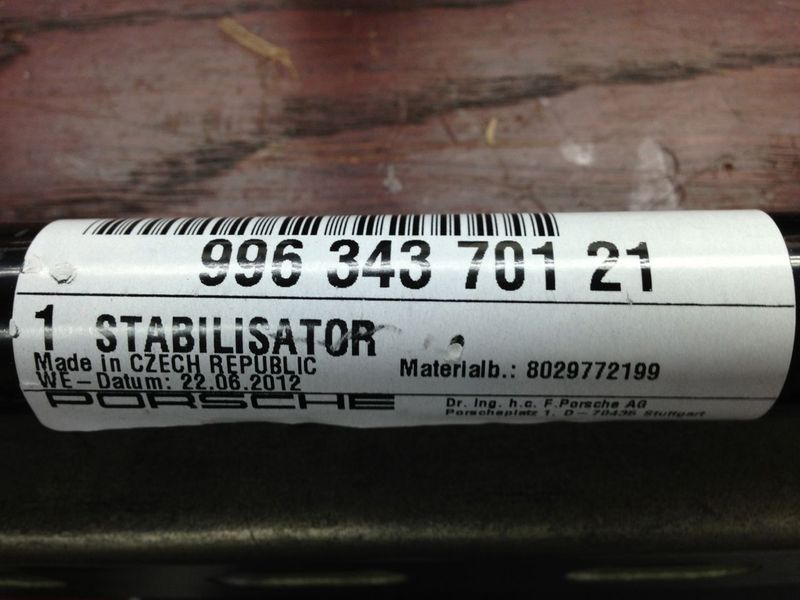 996 343 701 21
1 STABILISATOR
Made in CZECH REPUBLIC
WE-Datum: 22.06.2012
Materialb.: 8029772199
PORSCHE
Dr. Ing. h.c. F.Porsche AG
Porscheplatz 1, D-70435 Stuttgart